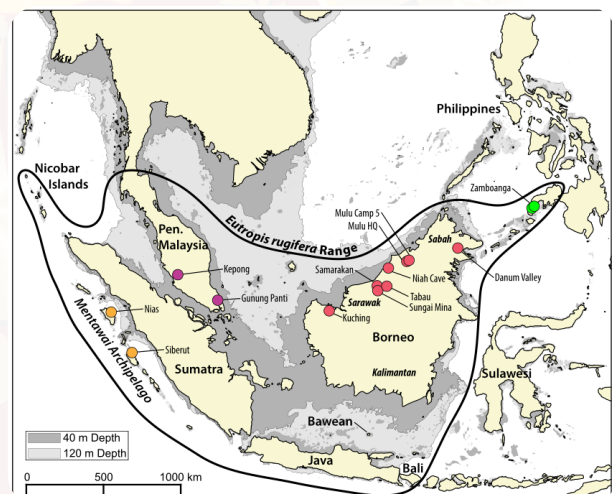 Philippines
Zamboanga
Nicobar
Islands
Mulu Camp 5
Mulu HQ
Eutropis rugifera Range
Pen.
Malaysia
Sabah
Samarakan
Kepong
Niah Cave
Danum Valley
Gunung Panti
Tabau
Sarawak
Sungai Mina
Nias
Kuching
Mentawai Archipelago
Borneo
Siberut
Sumatra
Kalimantan
Sulawesi
Bawean
40 m Depth
120 m Depth
Java
Bali
0 500 1000 km